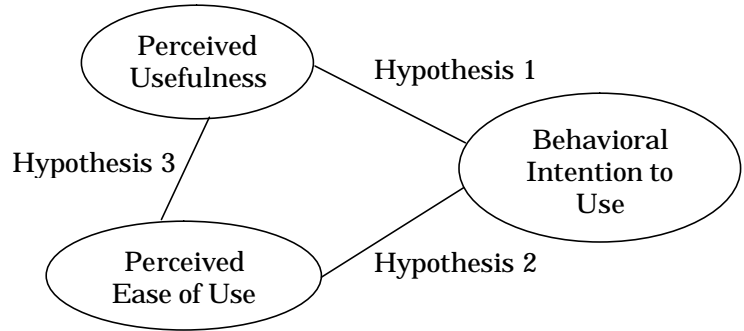 Perceived
Usefulness
Hypothesis 1
Behavioral
Intention to
Use
Hypothesis 3
Perceived
Ease of Use
Hypothesis 2